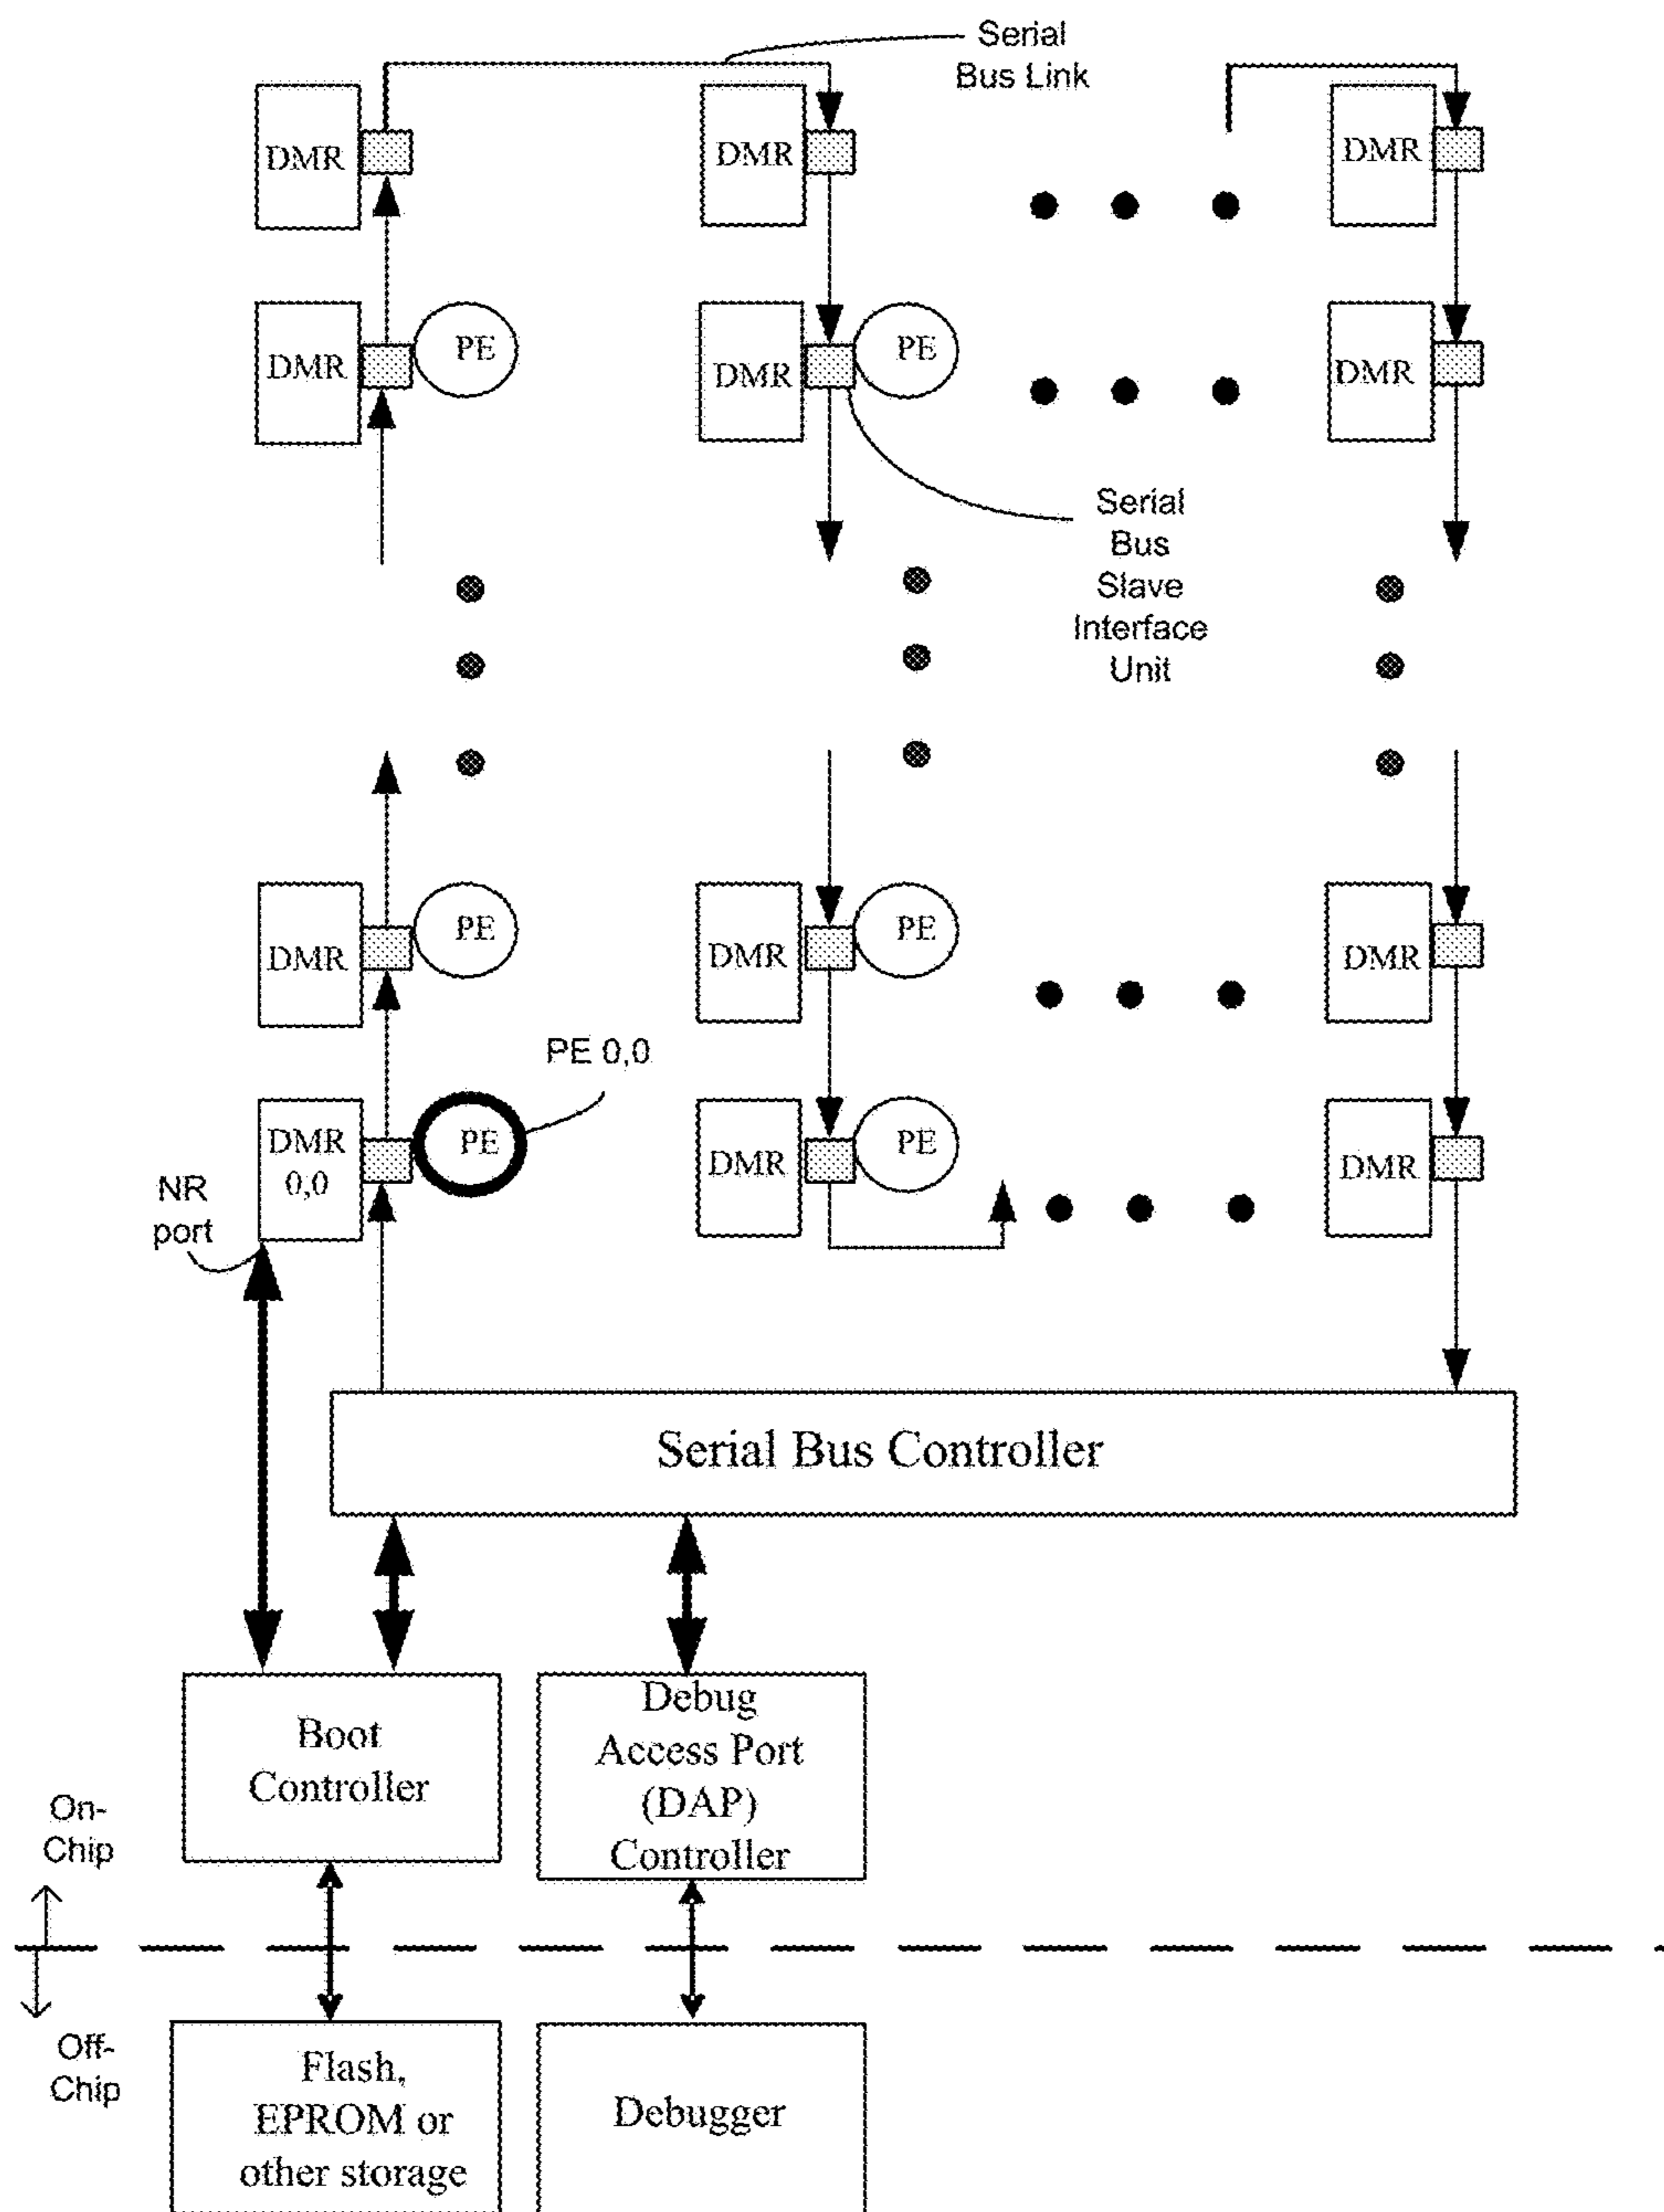 Serial
Bus Link
DMR
DMR
DMR
DMR
PE
DMR
PE
DMR
Serial
Bus
Slave
Interface
Unit
DMR
PE
DMR
PE
DMR
PE 0,0
DMR
0,0
PE
DMR
PE
DMR
NR
port
Serial Bus Controller
Boot
Controller
Debug
Access Port
(DAP)
Controller
On-
Chip
Off-
Chip
Flash,
EPROM or
other storage
Debugger